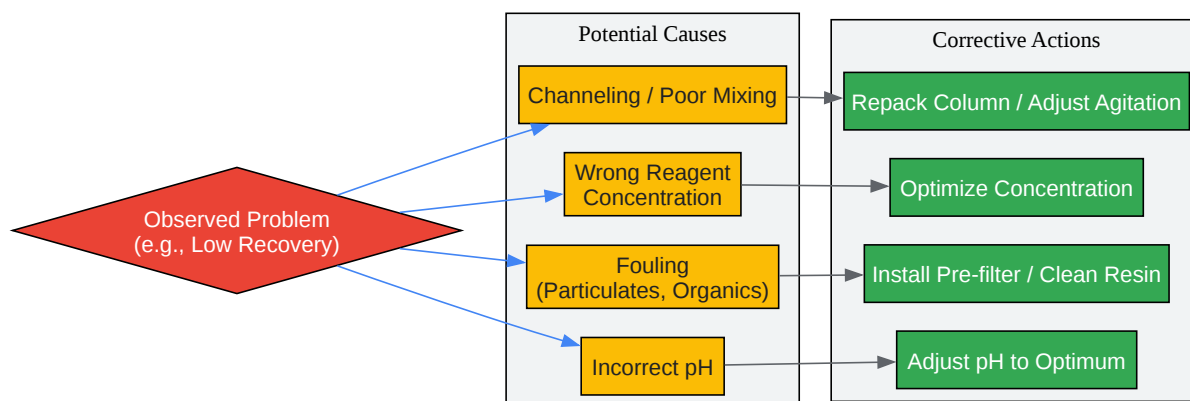 Potential Causes
Corrective Actions
Channeling / Poor Mixing
Repack Column / Adjust Agitation
Wrong Reagent
Concentration
Optimize Concentration
Observed Problem
(e.g., Low Recovery)
Fouling
(Particulates, Organics)
Install Pre-filter / Clean Resin
Incorrect pH
Adjust pH to Optimum